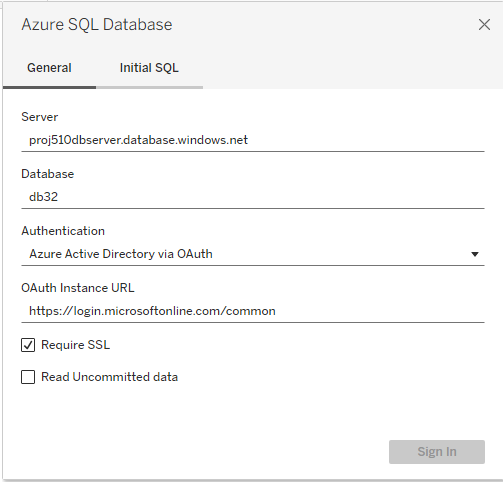 Azure SQL Database
General
Initial SQL
Server
proj510dbserver.database.windows.net
Database
db32
Authentication
Azure Active Directory via OAuth
OAuth Instance URL
https://login.microsoftonline.com/common
Require SSL
Read Uncommitted data
Sign In